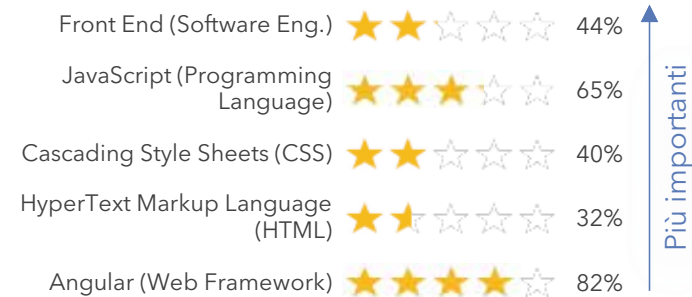 Front End (Software Eng.) 44%
JavaScript (Programming
Language) 65%
Cascading Style Sheets (CSS) 40%
HyperText Markup Language
(HTML) 32%
Angular (Web Framework) 82%
Più importanti